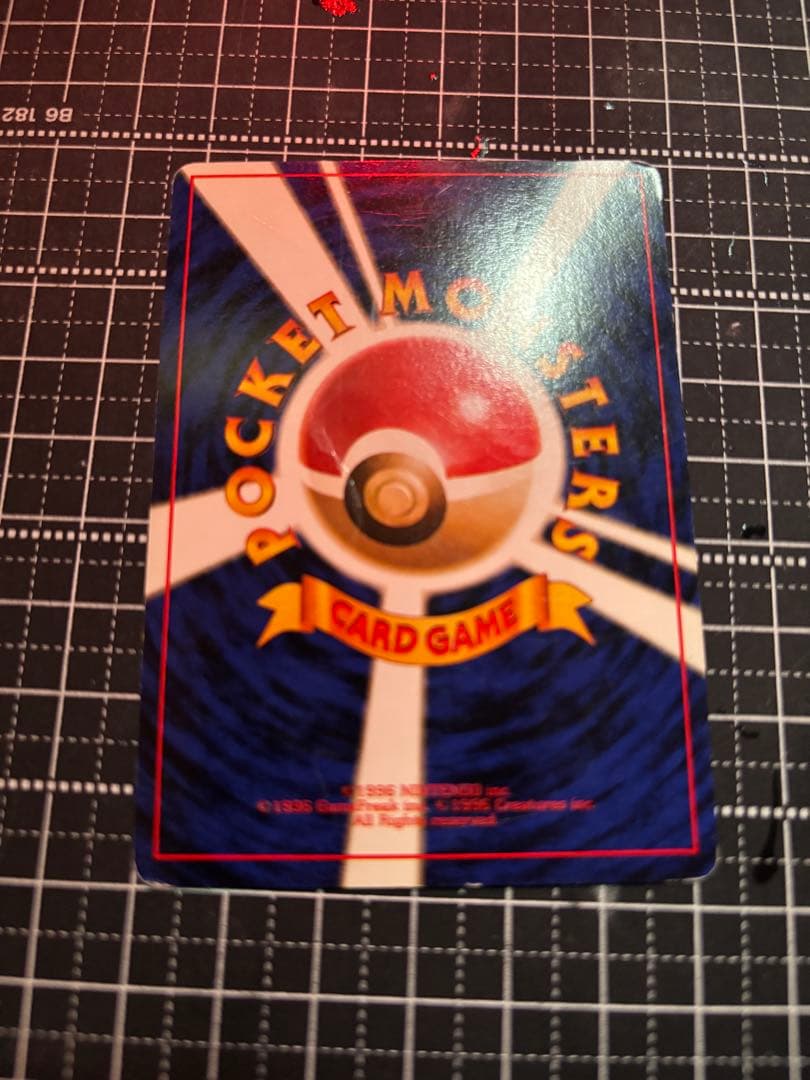 B6 182
POCKET MONSTERS
CARD GAME
©1996 NINTENDO inc.
©1996 GameFreak inc. ©1996 Creatures inc.
All Rights reserved.